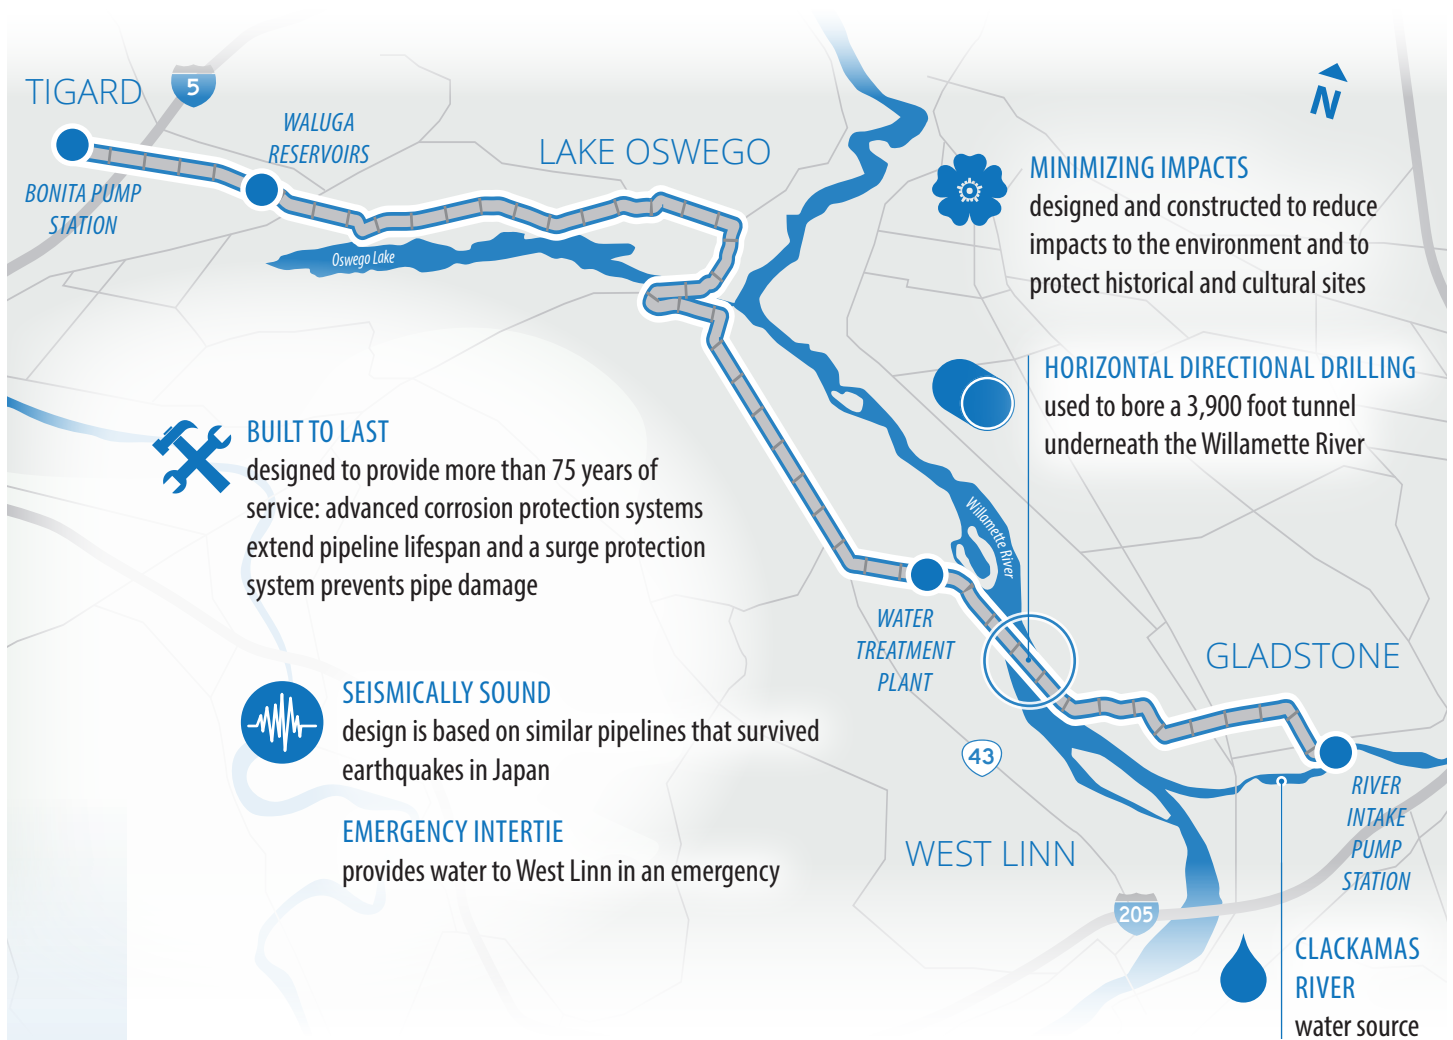 TIGARD
5
BONITA PUMP
STATION
WALUGA
RESERVOIRS
LAKE OSWEGO
Oswego Lake
N
MINIMIZING IMPACTS
designed and constructed to reduce
impacts to the environment and to
protect historical and cultural sites
HORIZONTAL DIRECTIONAL DRILLING
used to bore a 3,900 foot tunnel
underneath the Willamette River
BUILT TO LAST
designed to provide more than 75 years of
service: advanced corrosion protection systems
extend pipeline lifespan and a surge protection
system prevents pipe damage
Willamette River
WATER
TREATMENT
PLANT
GLADSTONE
SEISMICALLY SOUND
design is based on similar pipelines that survived
earthquakes in Japan
43
RIVER
INTAKE
PUMP
STATION
EMERGENCY INTERTIE
provides water to West Linn in an emergency
WEST LINN
205
CLACKAMAS
RIVER
water source